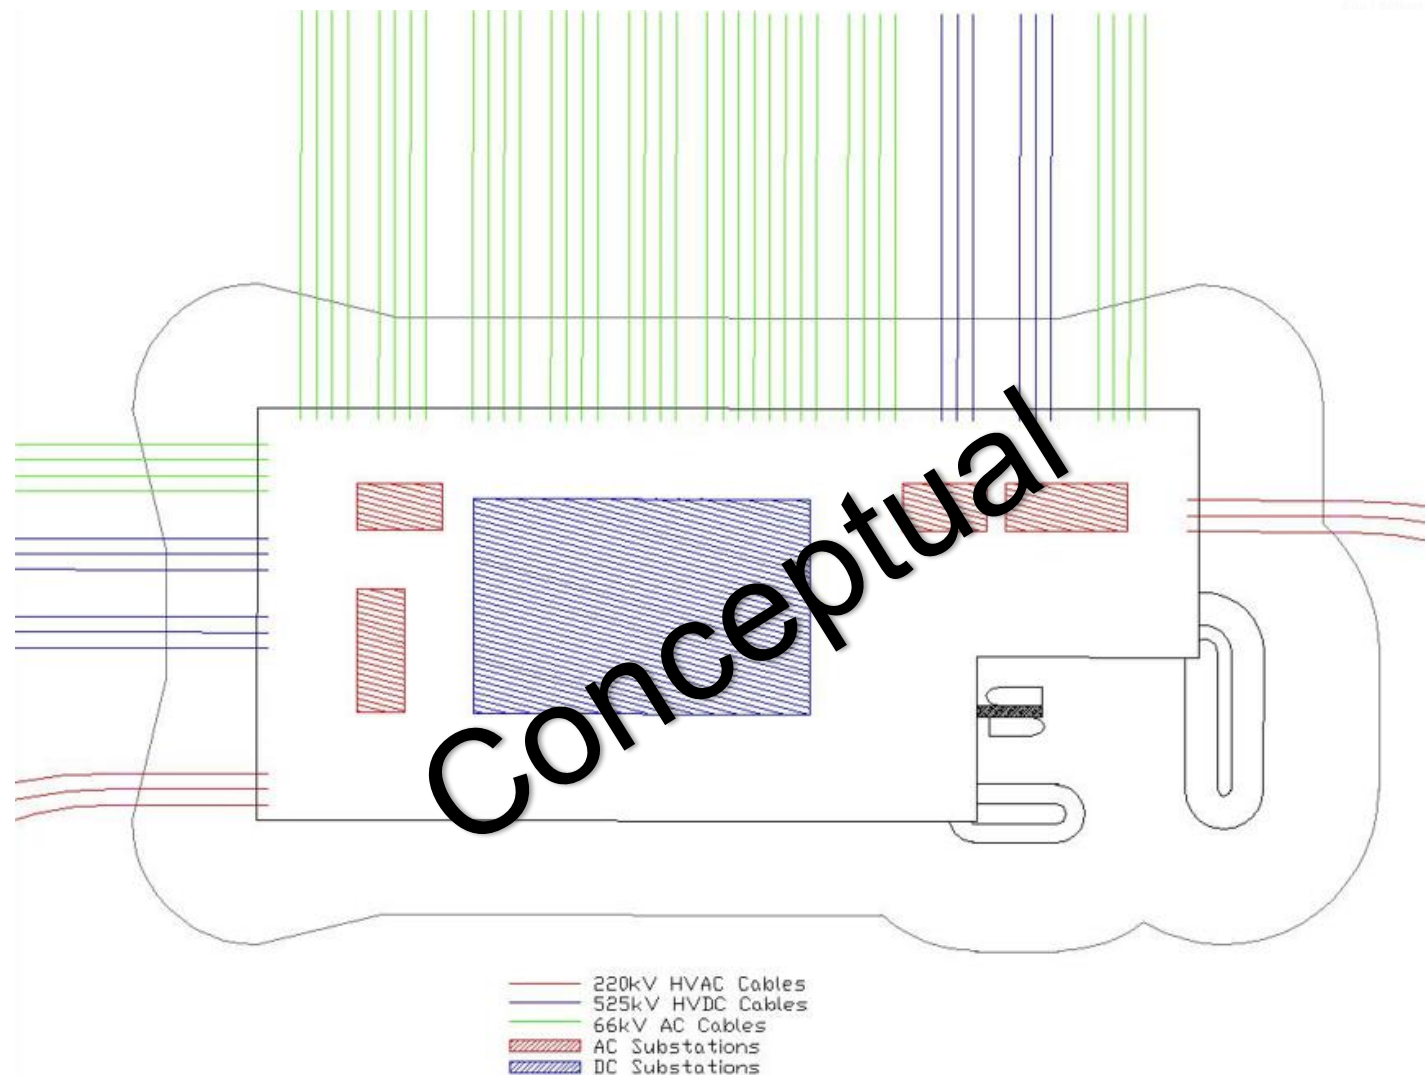 Conceptual
220kV HVAC Cables
525kV HVDC Cables
66kV AC Cables
AC Substations
DC Substations